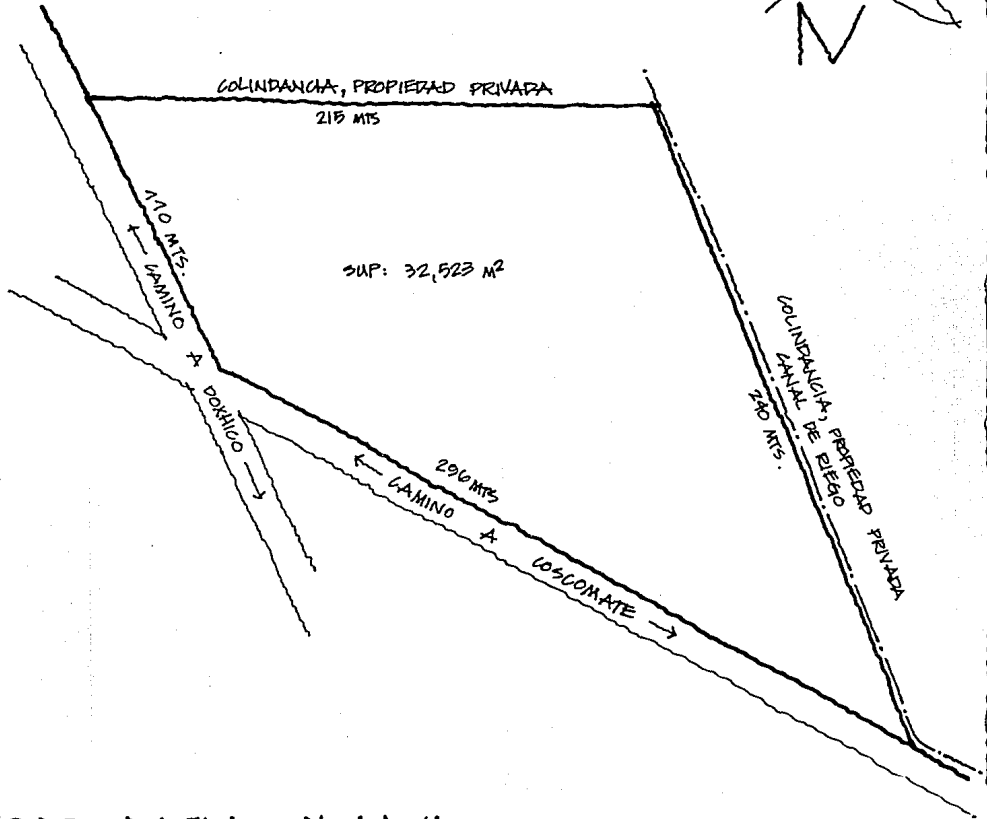 N
COLINDANCIA, PROPIEDAD PRIVADA
215 MTS
110 MTS.
← CAMINO A DOXHICO →
SUP: 32,523 M²
COLINDANCIA, PROPIEDAD PRIVADA
CANAL DE RIEGO
240 MTS.
296 MTS
← CAMINO A COSCOMATE →